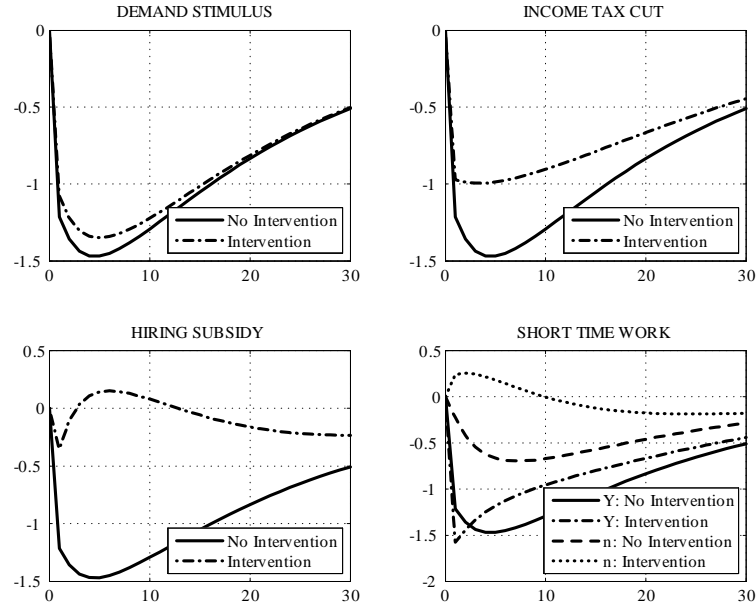 DEMAND STIMULUS
0
-0.5
-1
-1.5
0 10 20 30
No Intervention
Intervention
INCOME TAX CUT
0
-0.5
-1
-1.5
0 10 20 30
No Intervention
Intervention
HIRING SUBSIDY
0.5
0
-0.5
-1
-1.5
0 10 20 30
No Intervention
Intervention
SHORT TIME WORK
0.5
0
-0.5
-1
-1.5
-2
0 10 20 30
Y: No Intervention
Y: Intervention
n: No Intervention
n: Intervention